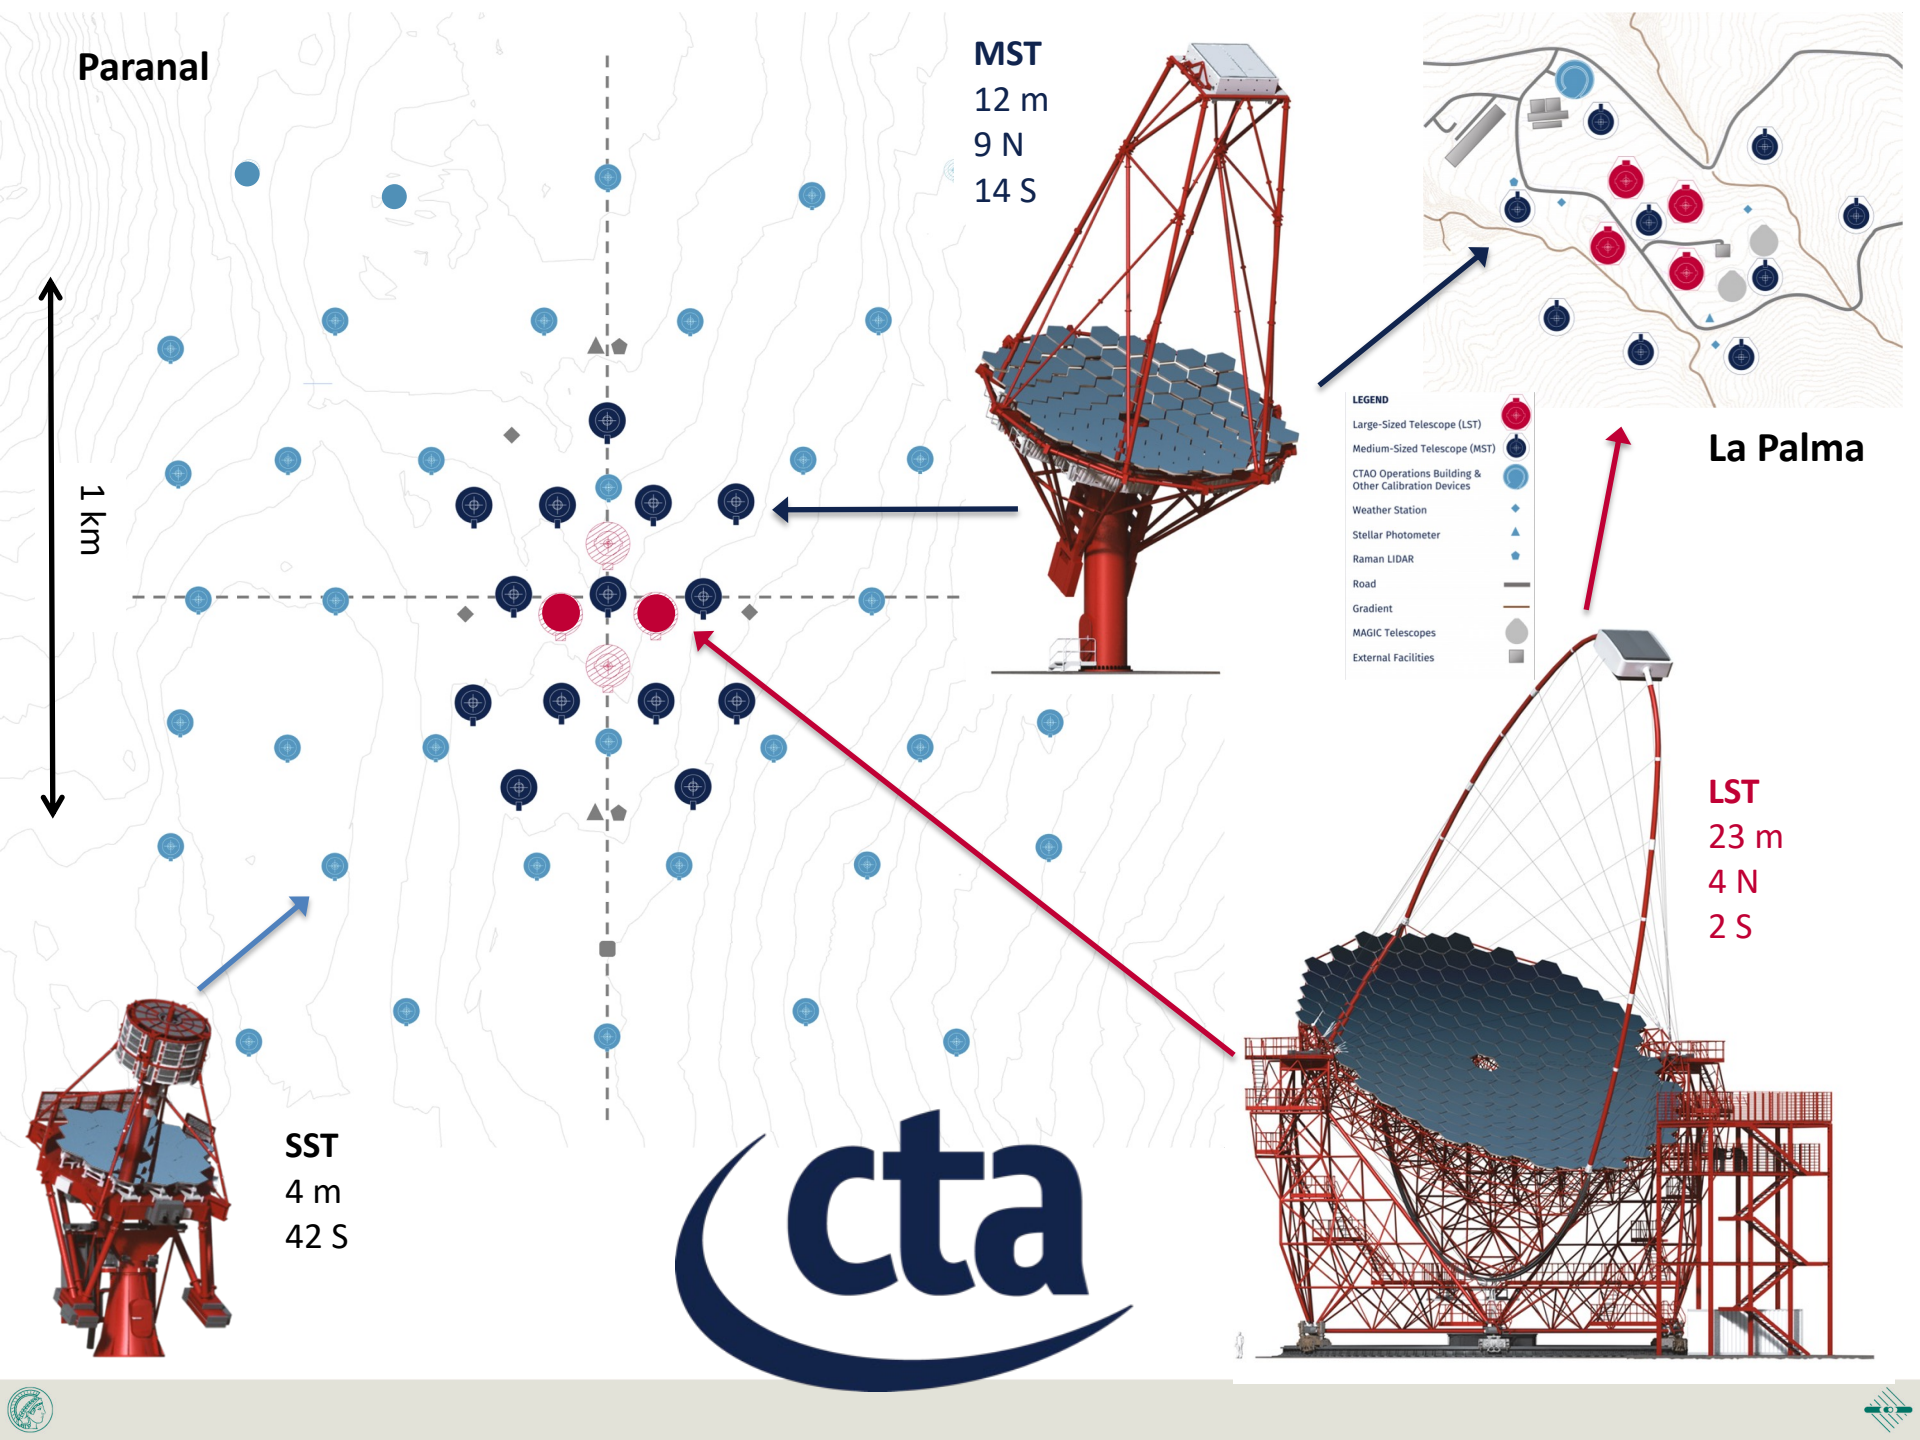 Paranal
1 km
MST
12 m
9 N
14 S
LEGEND
Large-Sized Telescope (LST)
Medium-Sized Telescope (MST)
CTAO Operations Building &
Other Calibration Devices
Weather Station
Stellar Photometer
Raman LIDAR
Road
Gradient
MAGIC Telescopes
External Facilities
La Palma
LST
23 m
4 N
2 S
SST
4 m
42 S
cta